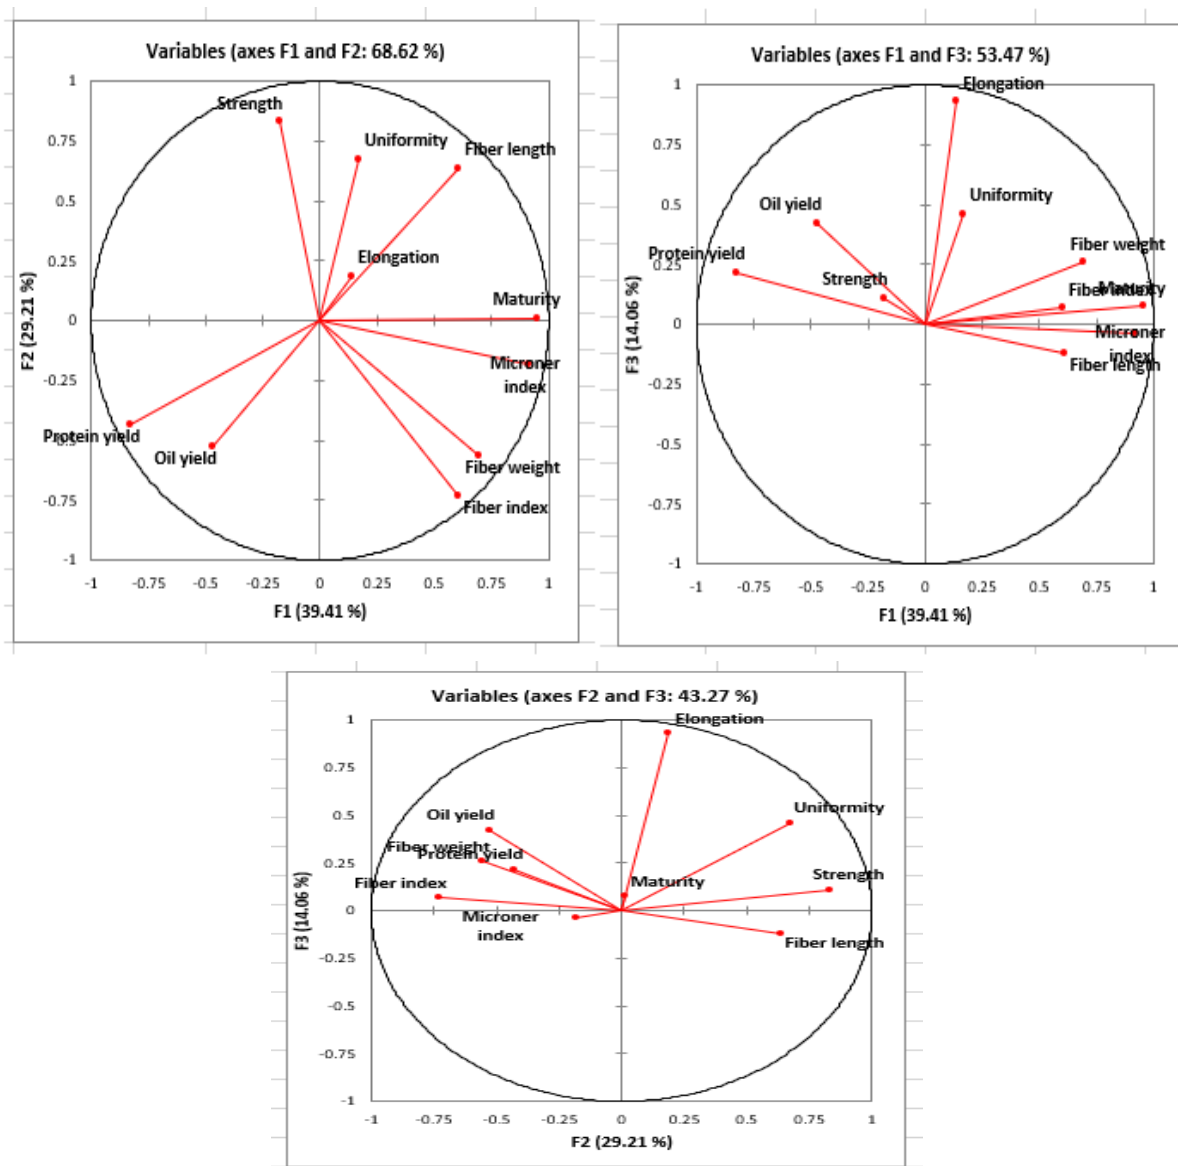 Variables (axes F1 and F2: 68.62 %)
1
Strength
Uniformity
Fiber length
0.75
0.5
0.25
Elongation
Maturity
0
Microner
index
F2 (29.21 %)
-0.25
Protein yield
-0.5
Oil yield
Fiber weight
Fiber index
-0.75
-1
-1
-0.75
-0.5
-0.25
0
0.25
0.5
0.75
1
F1 (39.41 %)
Variables (axes F1 and F3: 53.47 %)
1
Elongation
0.75
Oil yield
Uniformity
0.5
Protein yield
Strength
Fiber weight
0.25
Fiber index
Maturity
0
Microner
index
Fiber length
F3 (14.06 %)
-0.25
-0.5
-0.75
-1
-1
-0.75
-0.5
-0.25
0
0.25
0.5
0.75
1
F1 (39.41 %)
Variables (axes F2 and F3: 43.27 %)
1
Elongation
0.75
Oil yield
Uniformity
0.5
Fiber weight
Protein yield
0.25
Fiber index
Maturity
Strength
0
Microner
index
Fiber length
F3 (14.06 %)
-0.25
-0.5
-0.75
-1
-1
-0.75
-0.5
-0.25
0
0.25
0.5
0.75
1
F2 (29.21 %)